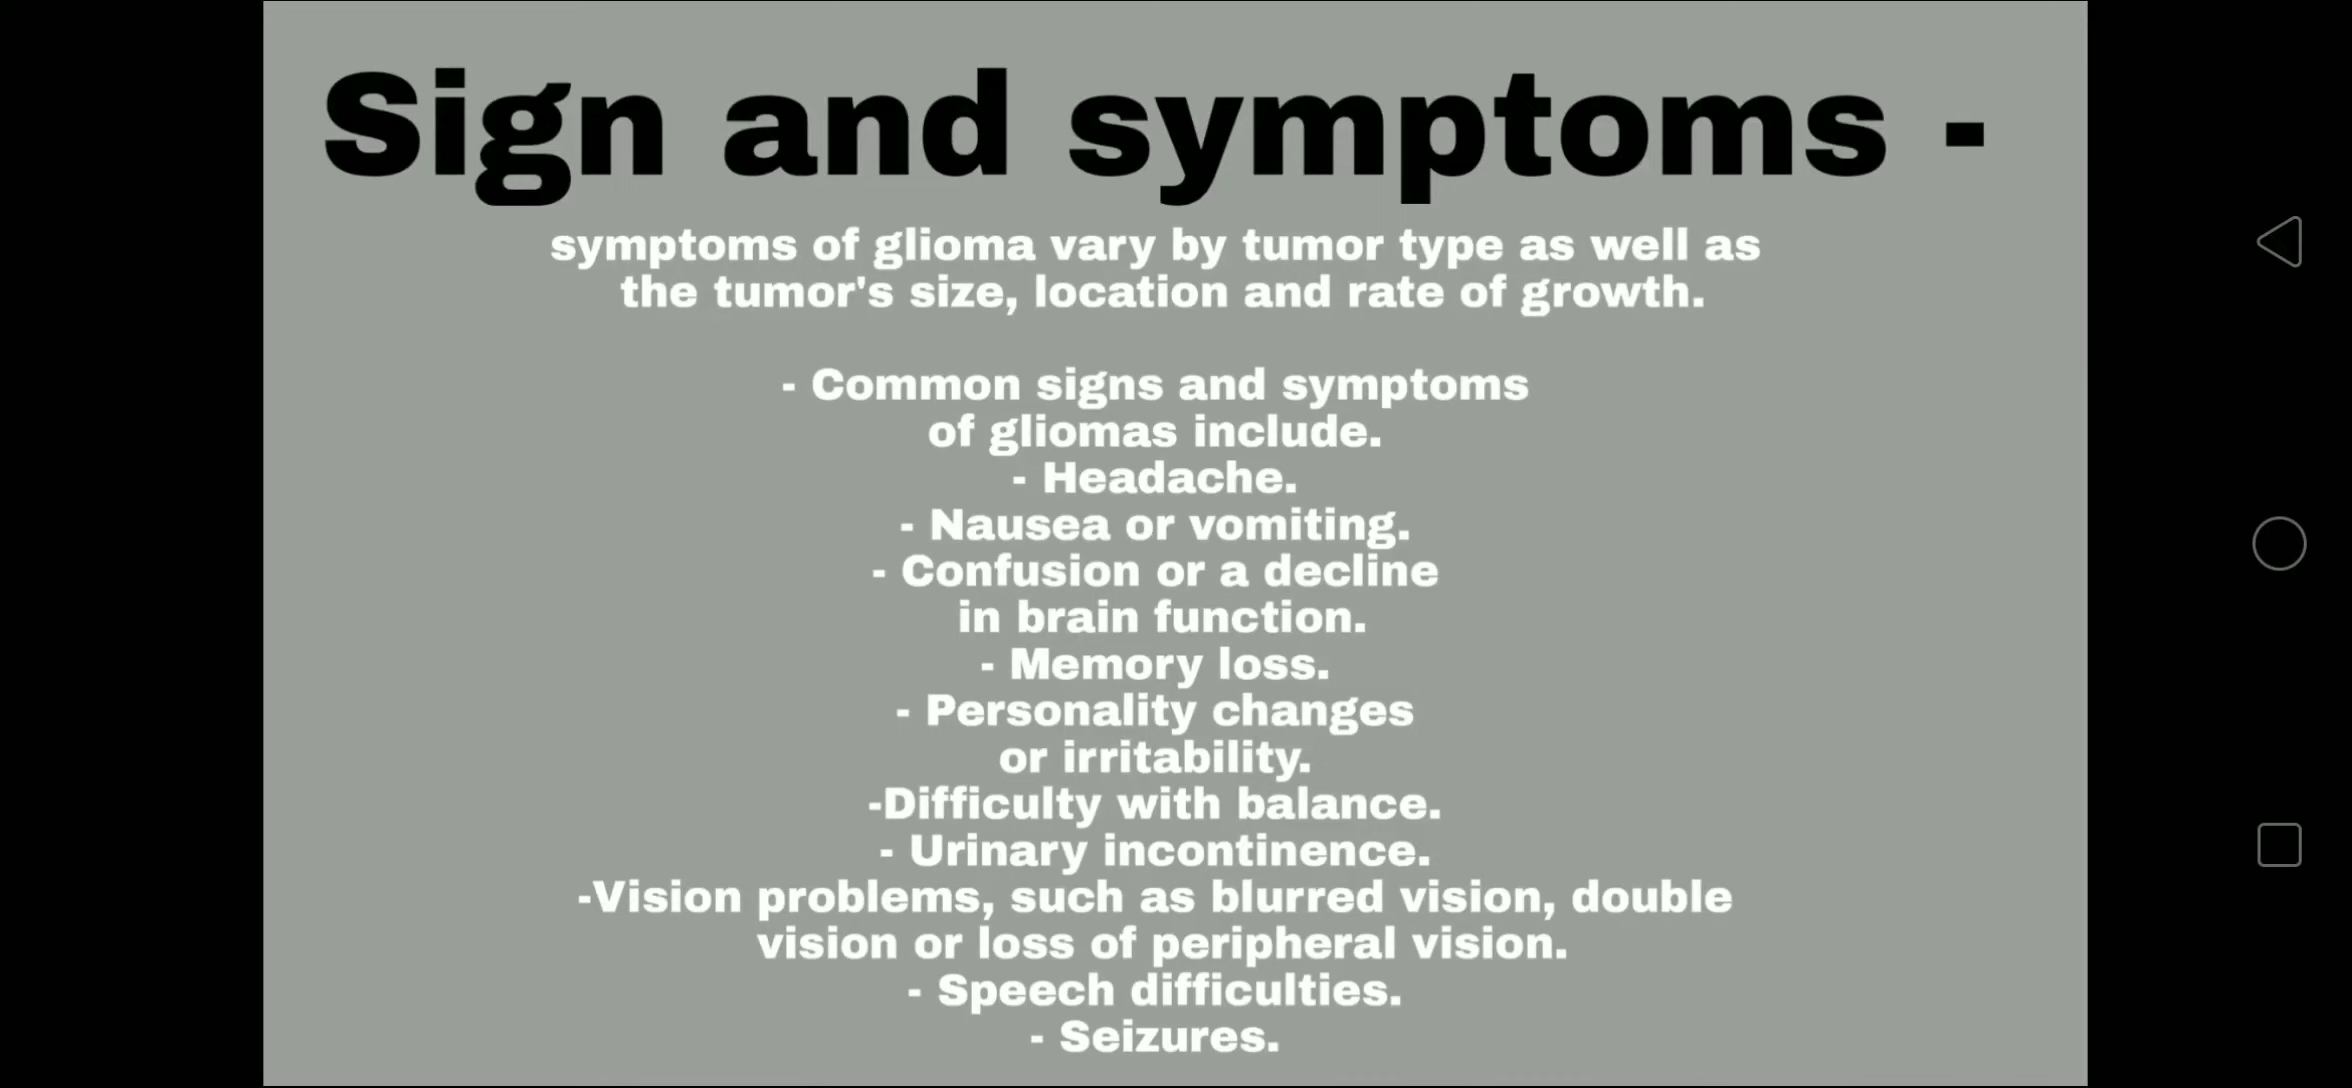 Sign and symptoms -
symptoms of glioma vary by tumor type as well as
the tumor's size, location and rate of growth.
- Common signs and symptoms
of gliomas include.
- Headache.
- Nausea or vomiting.
- Confusion or a decline
in brain function.
- Memory loss.
- Personality changes
or irritability.
-Difficulty with balance.
- Urinary incontinence.
-Vision problems, such as blurred vision, double
vision or loss of peripheral vision.
- Speech difficulties.
- Seizures.